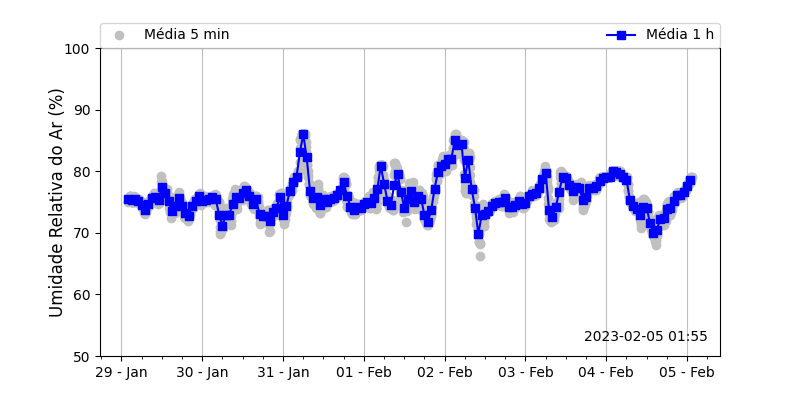 Média 5 min
Média 1 h
Umidade Relativa do Ar (%)
100
90
80
70
60
50
2023-02-05 01:55
29 - Jan
30 - Jan
31 - Jan
01 - Feb
02 - Feb
03 - Feb
04 - Feb
05 - Feb